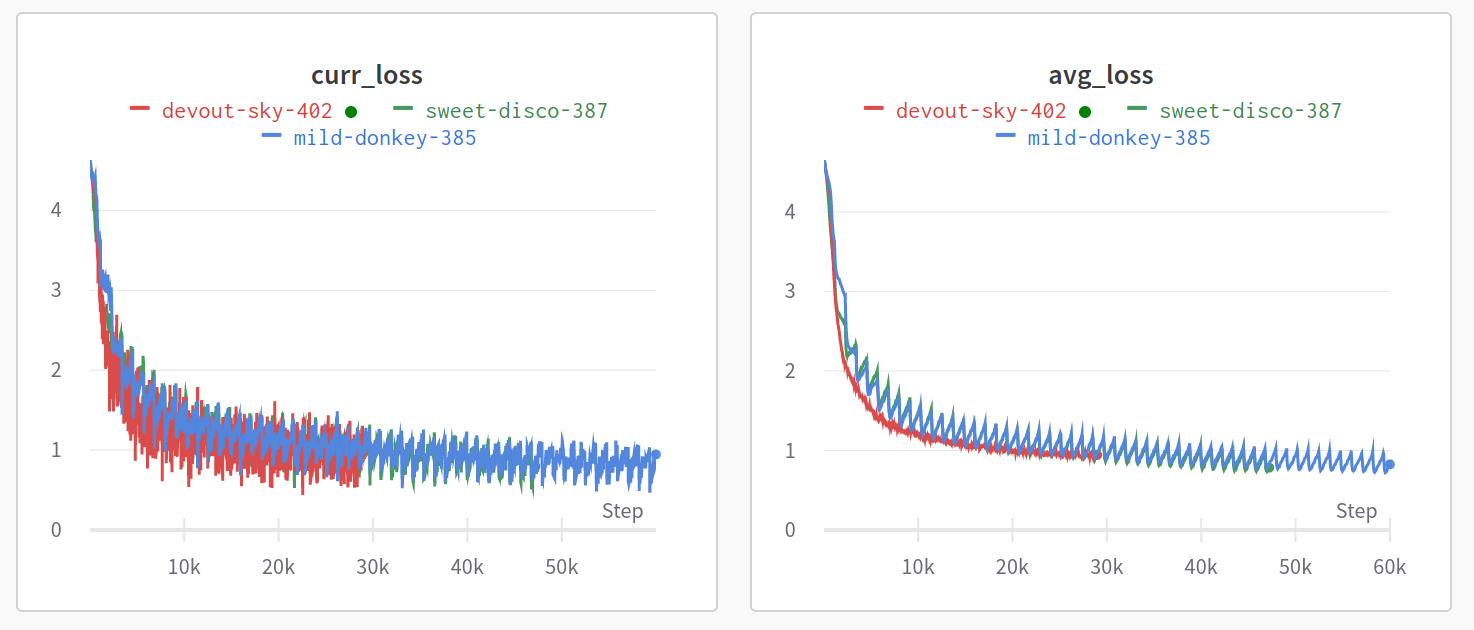 curr_loss
devout-sky-402 sweet-disco-387
mild-donkey-385
4
3
2
1
0
Step
10k 20k 30k 40k 50k
avg_loss
devout-sky-402 sweet-disco-387
mild-donkey-385
4
3
2
1
0
Step
10k 20k 30k 40k 50k 60k